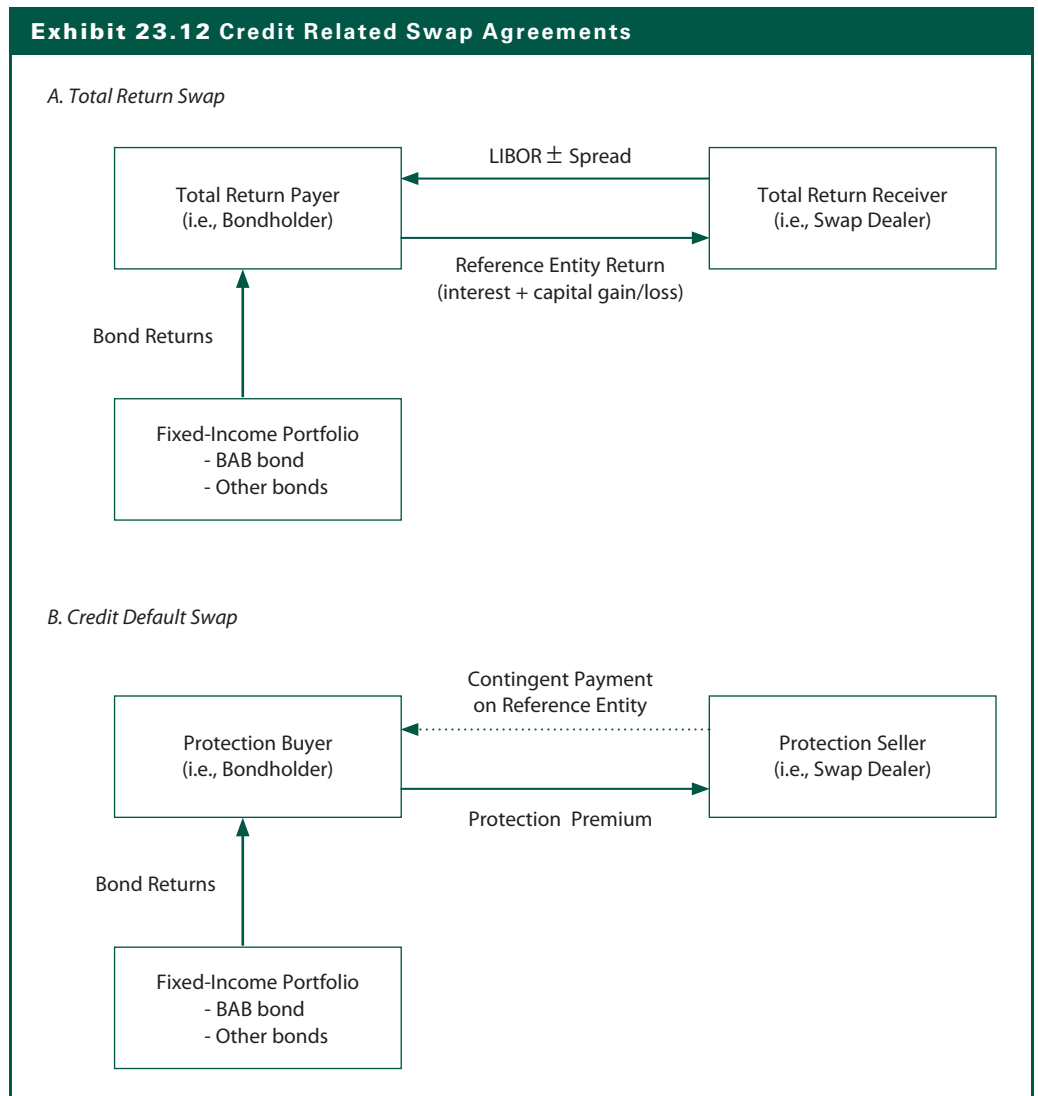 Exhibit 23.12 Credit Related Swap Agreements
A. Total Return Swap
LIBOR ± Spread
Total Return Payer
(i.e., Bondholder)
Total Return Receiver
(i.e., Swap Dealer)
Reference Entity Return
(interest + capital gain/loss)
Bond Returns
Fixed-Income Portfolio
- BAB bond
- Other bonds
B. Credit Default Swap
Contingent Payment
on Reference Entity
Protection Buyer
(i.e., Bondholder)
Protection Seller
(i.e., Swap Dealer)
Protection Premium
Bond Returns
Fixed-Income Portfolio
- BAB bond
- Other bonds